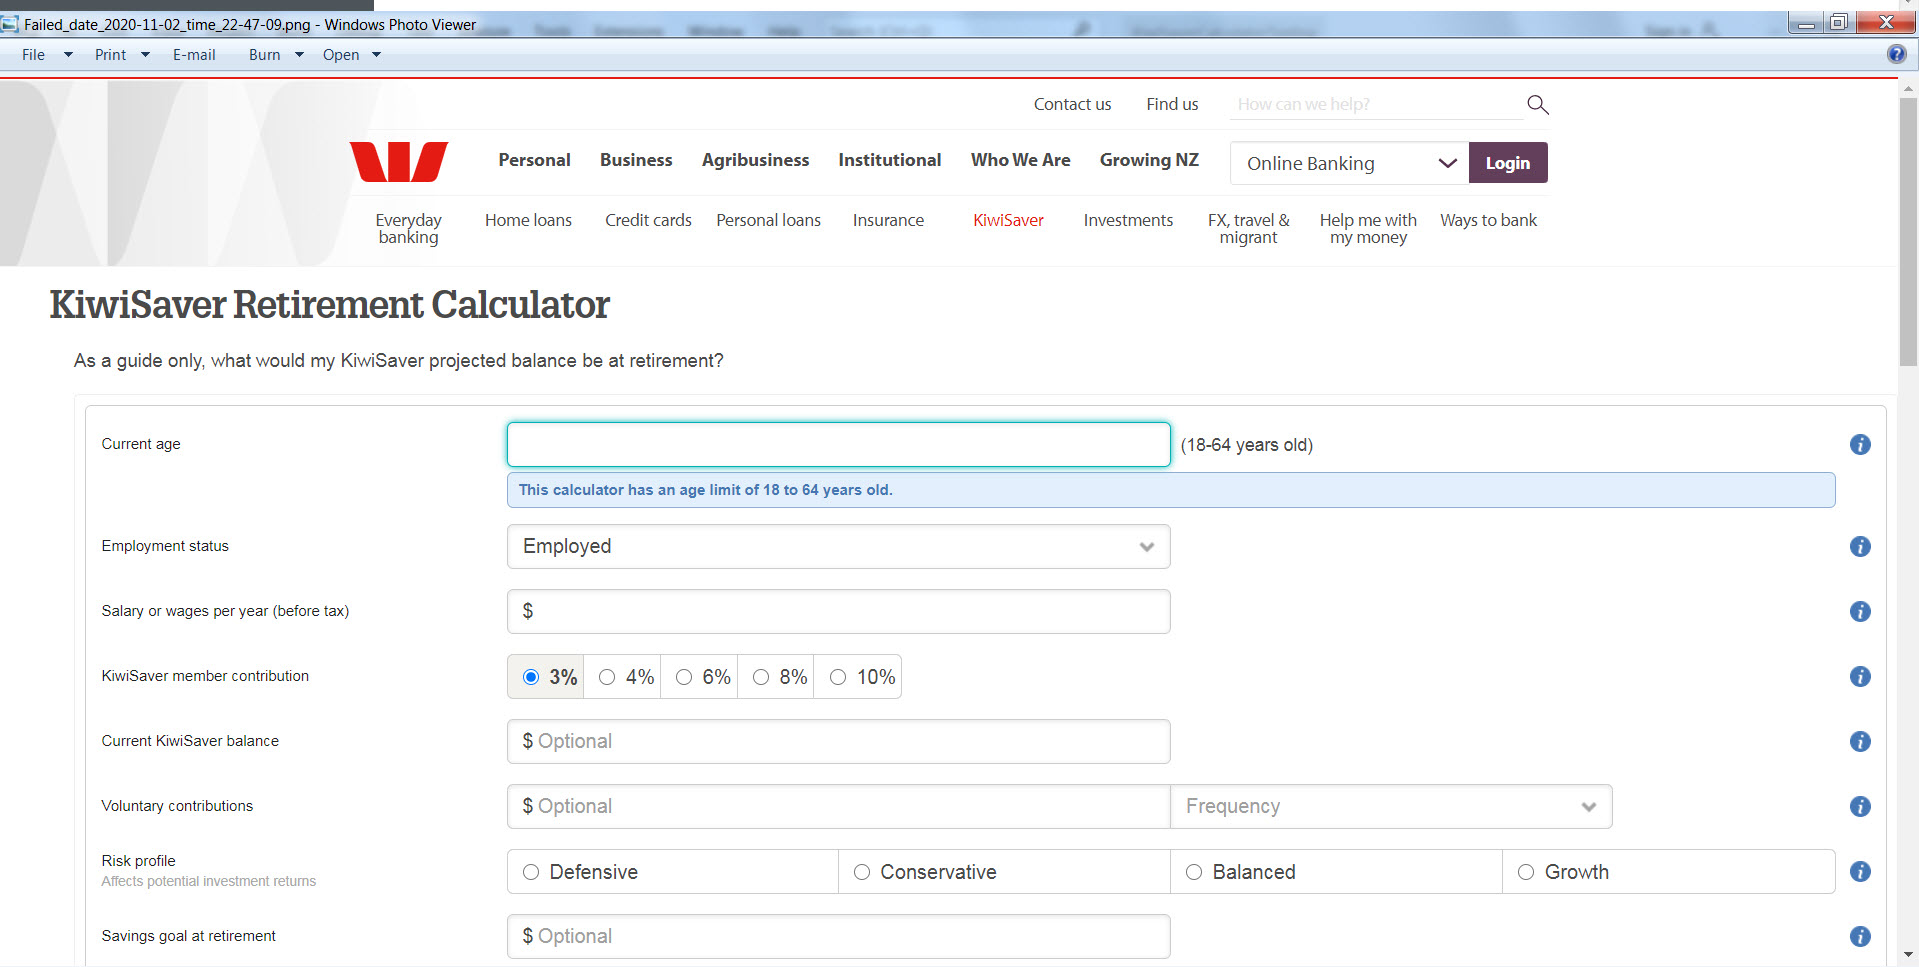 Failed_date_2020-11-02_time_22-47-09.png - Windows Photo Viewer
File Print E-mail Burn Open
Contact us Find us How can we help?
Personal Business Agribusiness Institutional Who We Are Growing NZ Online Banking Login
Everyday banking Home loans Credit cards Personal loans Insurance KiwiSaver Investments FX, travel & migrant Help me with my money Ways to bank
KiwiSaver Retirement Calculator
As a guide only, what would my KiwiSaver projected balance be at retirement?
Current age (18-64 years old)
This calculator has an age limit of 18 to 64 years old.
Employment status Employed
Salary or wages per year (before tax) $
KiwiSaver member contribution 3% 4% 6% 8% 10%
Current KiwiSaver balance $ Optional
Voluntary contributions $ Optional Frequency
Risk profile Defensive Conservative Balanced Growth
Affects potential investment returns
Savings goal at retirement $ Optional